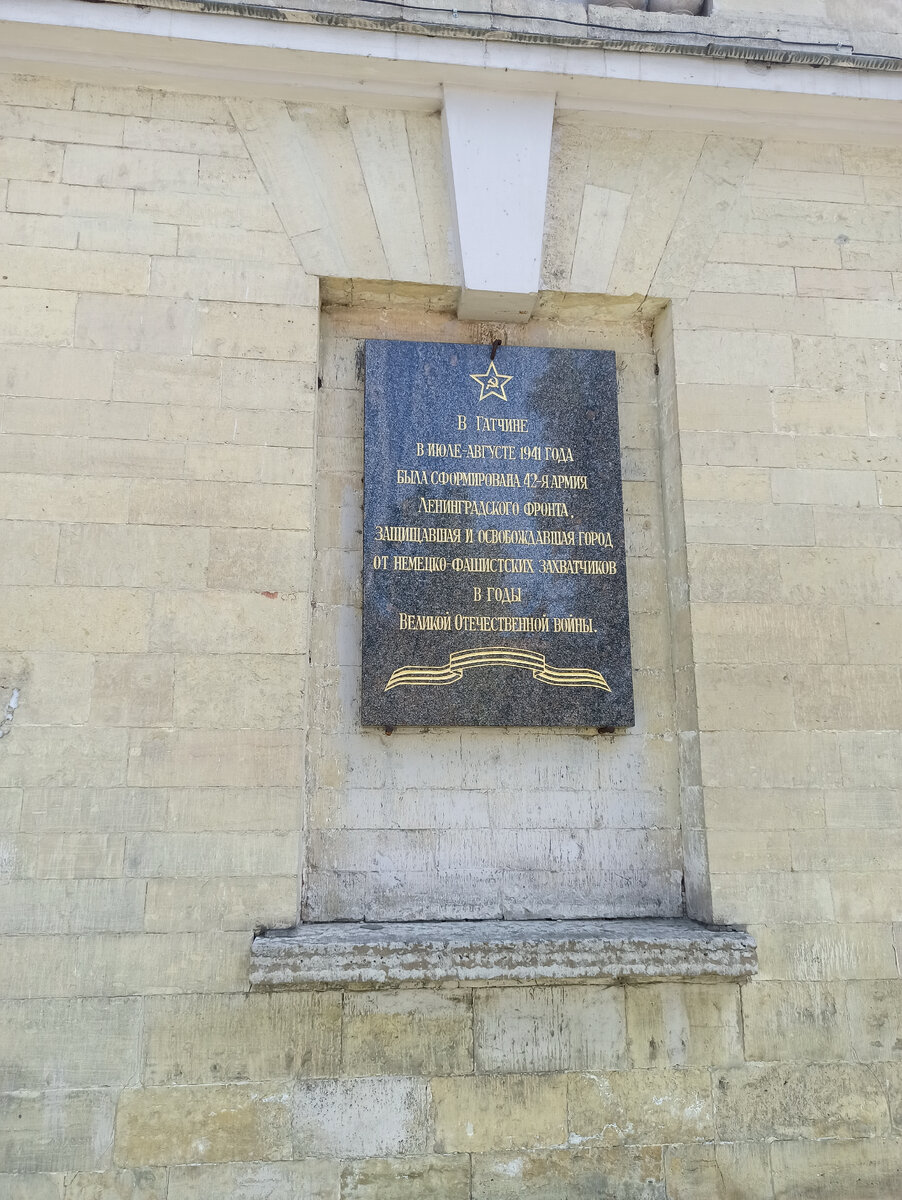 В Гатчине
в июле-августе 1941 года
была сформирована 42-я армия
Ленинградского фронта,
защищавшая и освобождавшая город
от немецко-фашистских захватчиков
в годы
Великой Отечественной войны.